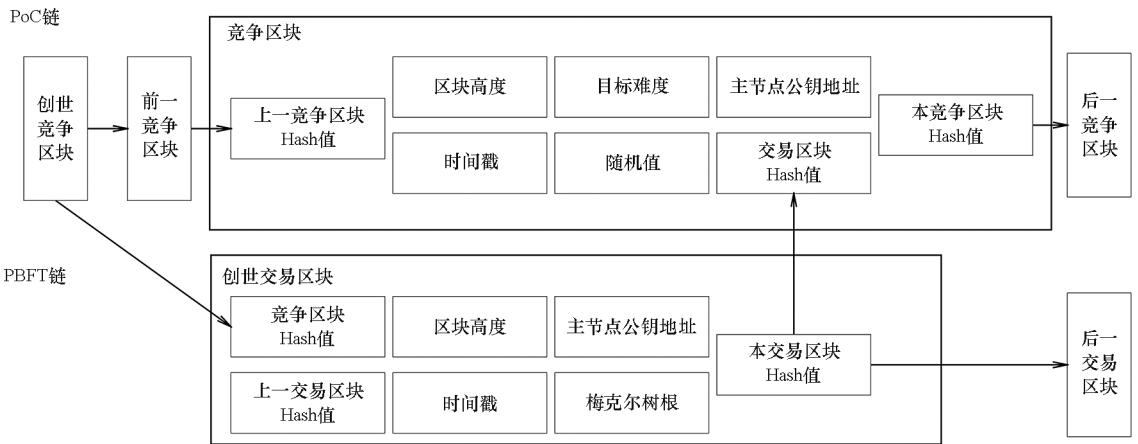 PoC链
竞争区块
创世
竞争
区块
前一
竞争
区块
上一竞争区块
Hash值
区块高度
目标难度
主节点公钥地址
时间戳
随机值
交易区块
Hash值
本竞争区块
Hash值
后一
竞争
区块
PBFT链
创世交易区块
竞争区块
Hash值
区块高度
主节点公钥地址
上一交易区块
Hash值
时间戳
梅克尔树根
本交易区块
Hash值
后一
交易
区块